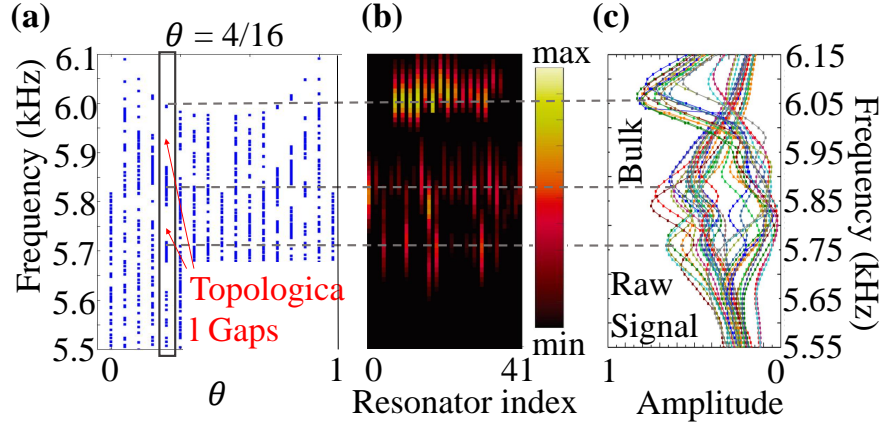 (a)
θ = 4/16
Frequency (kHz)
6.1
6.0
5.9
5.8
5.7
5.6
5.5
Topologica
l Gaps
0
1
θ
(b)
max
min
0
41
Resonator index
(c)
6.15
6.05
5.95
5.85
5.75
5.65
5.55
Frequency (kHz)
Bulk
Raw
Signal
1
0
Amplitude